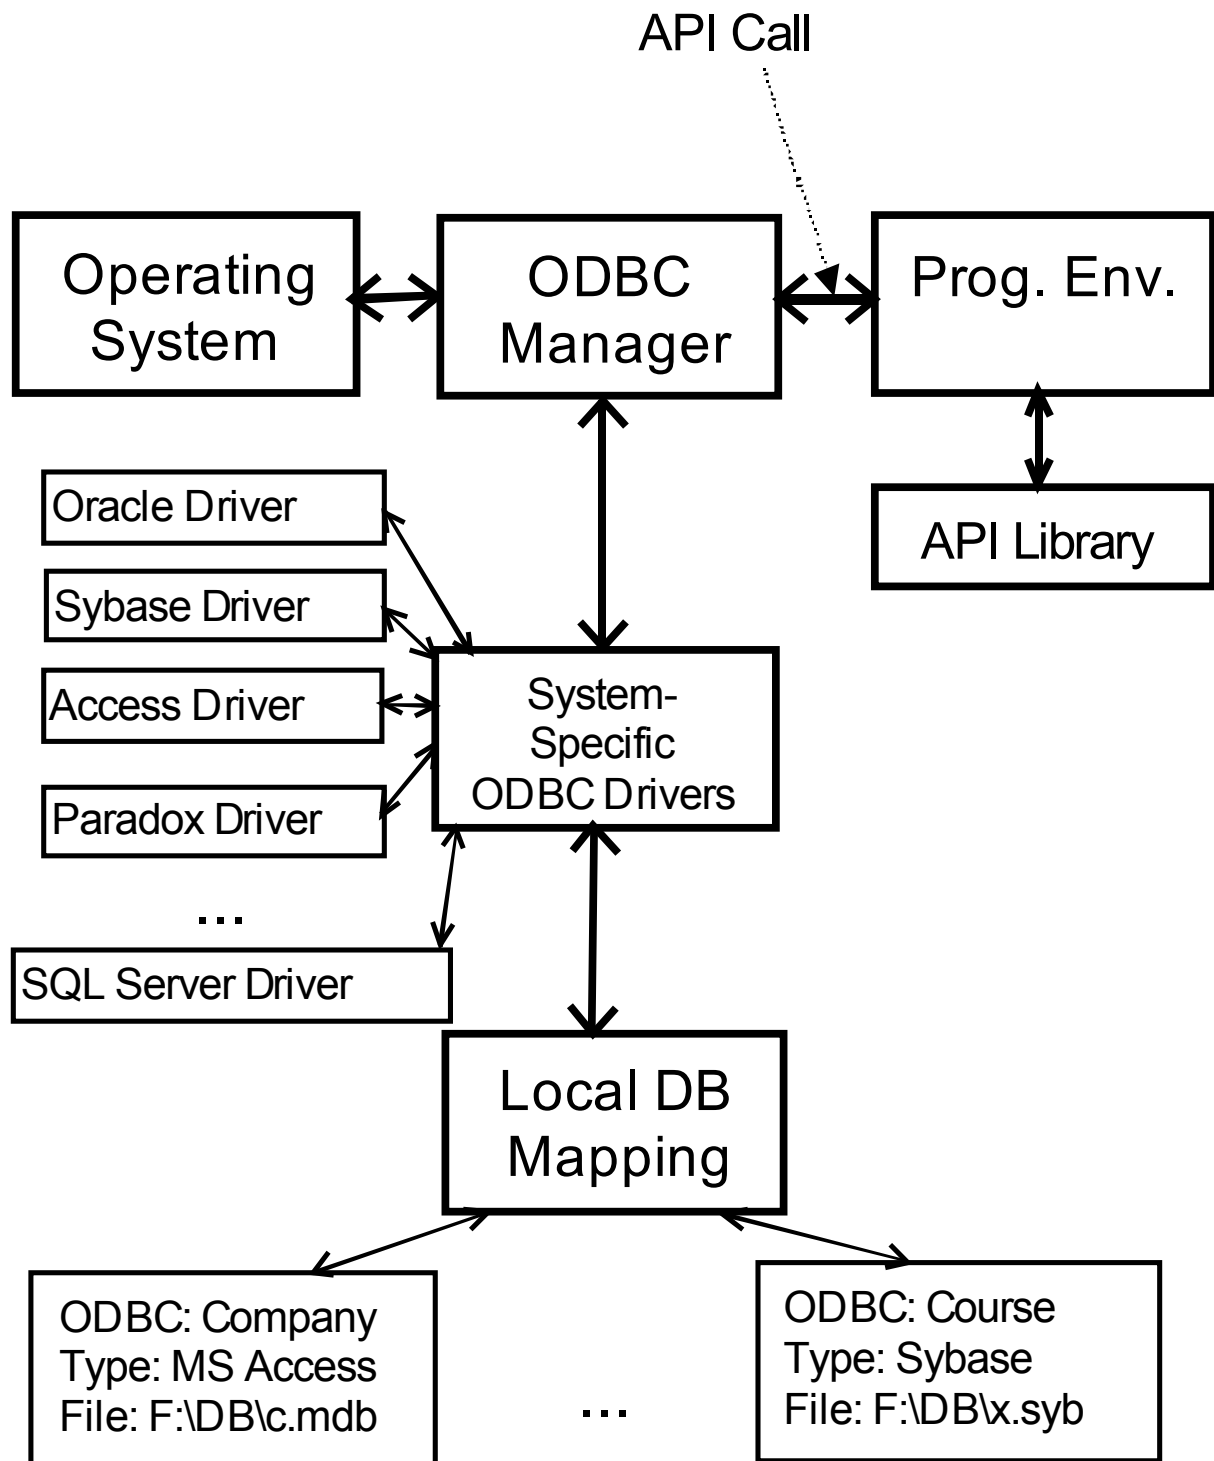 API Call
Operating
System
ODBC
Manager
Prog. Env.
API Library
Oracle Driver
Sybase Driver
Access Driver
Paradox Driver
...
SQL Server Driver
System-
Specific
ODBC Drivers
Local DB
Mapping
ODBC: Company
Type: MS Access
File: F:\DB\c.mdb
...
ODBC: Course
Type: Sybase
File: F:\DB\x.syb